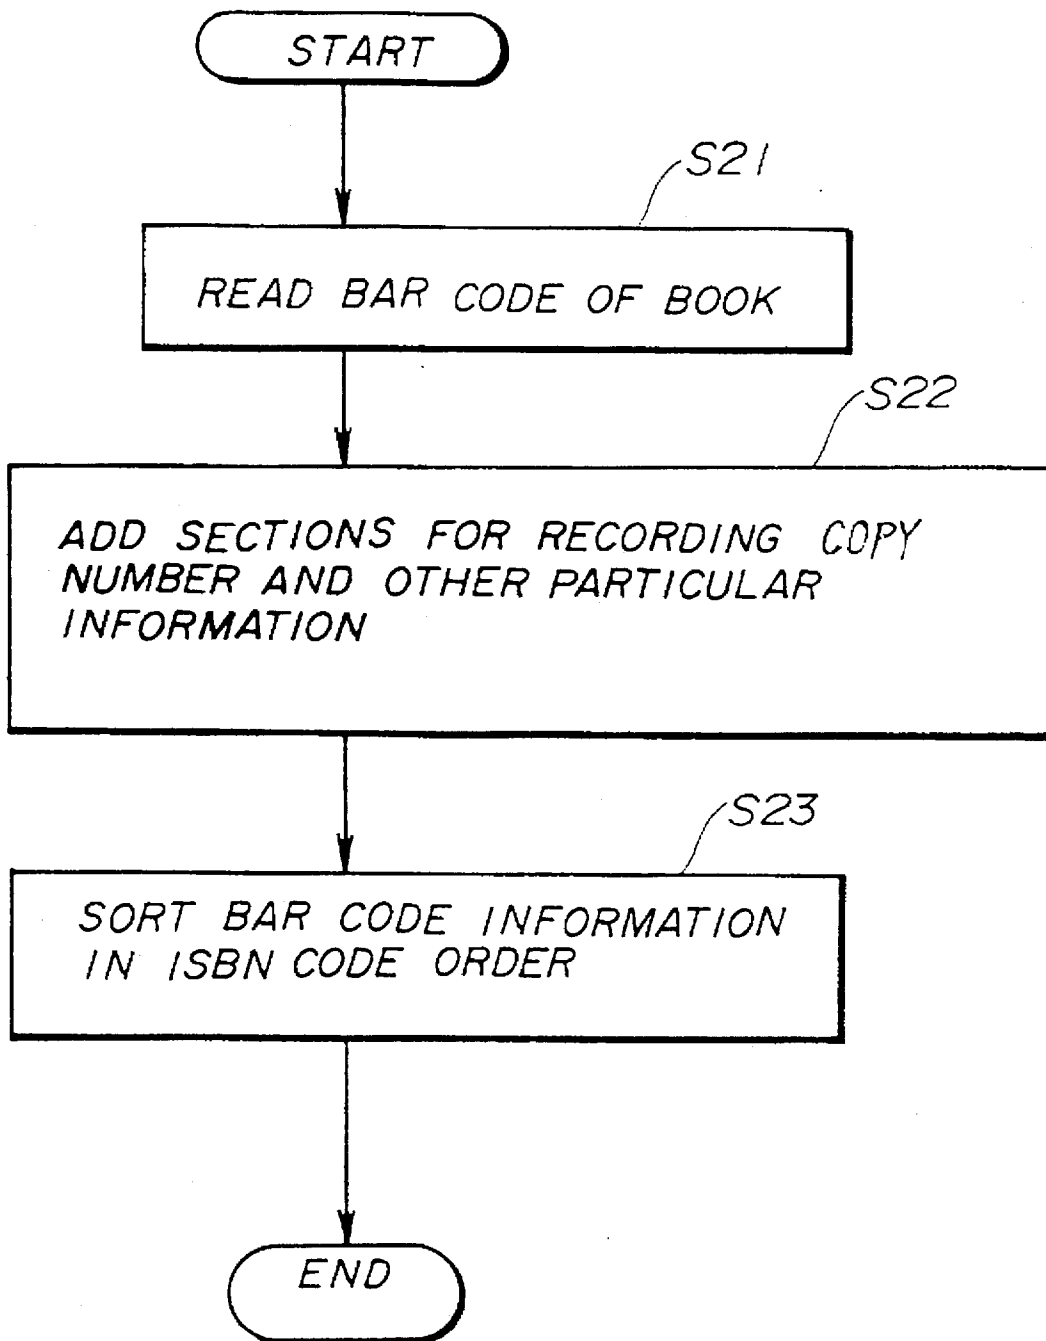 START
S21
READ BAR CODE OF BOOK
S22
ADD SECTIONS FOR RECORDING COPY
NUMBER AND OTHER PARTICULAR
INFORMATION
S23
SORT BAR CODE INFORMATION
IN ISBN CODE ORDER
END